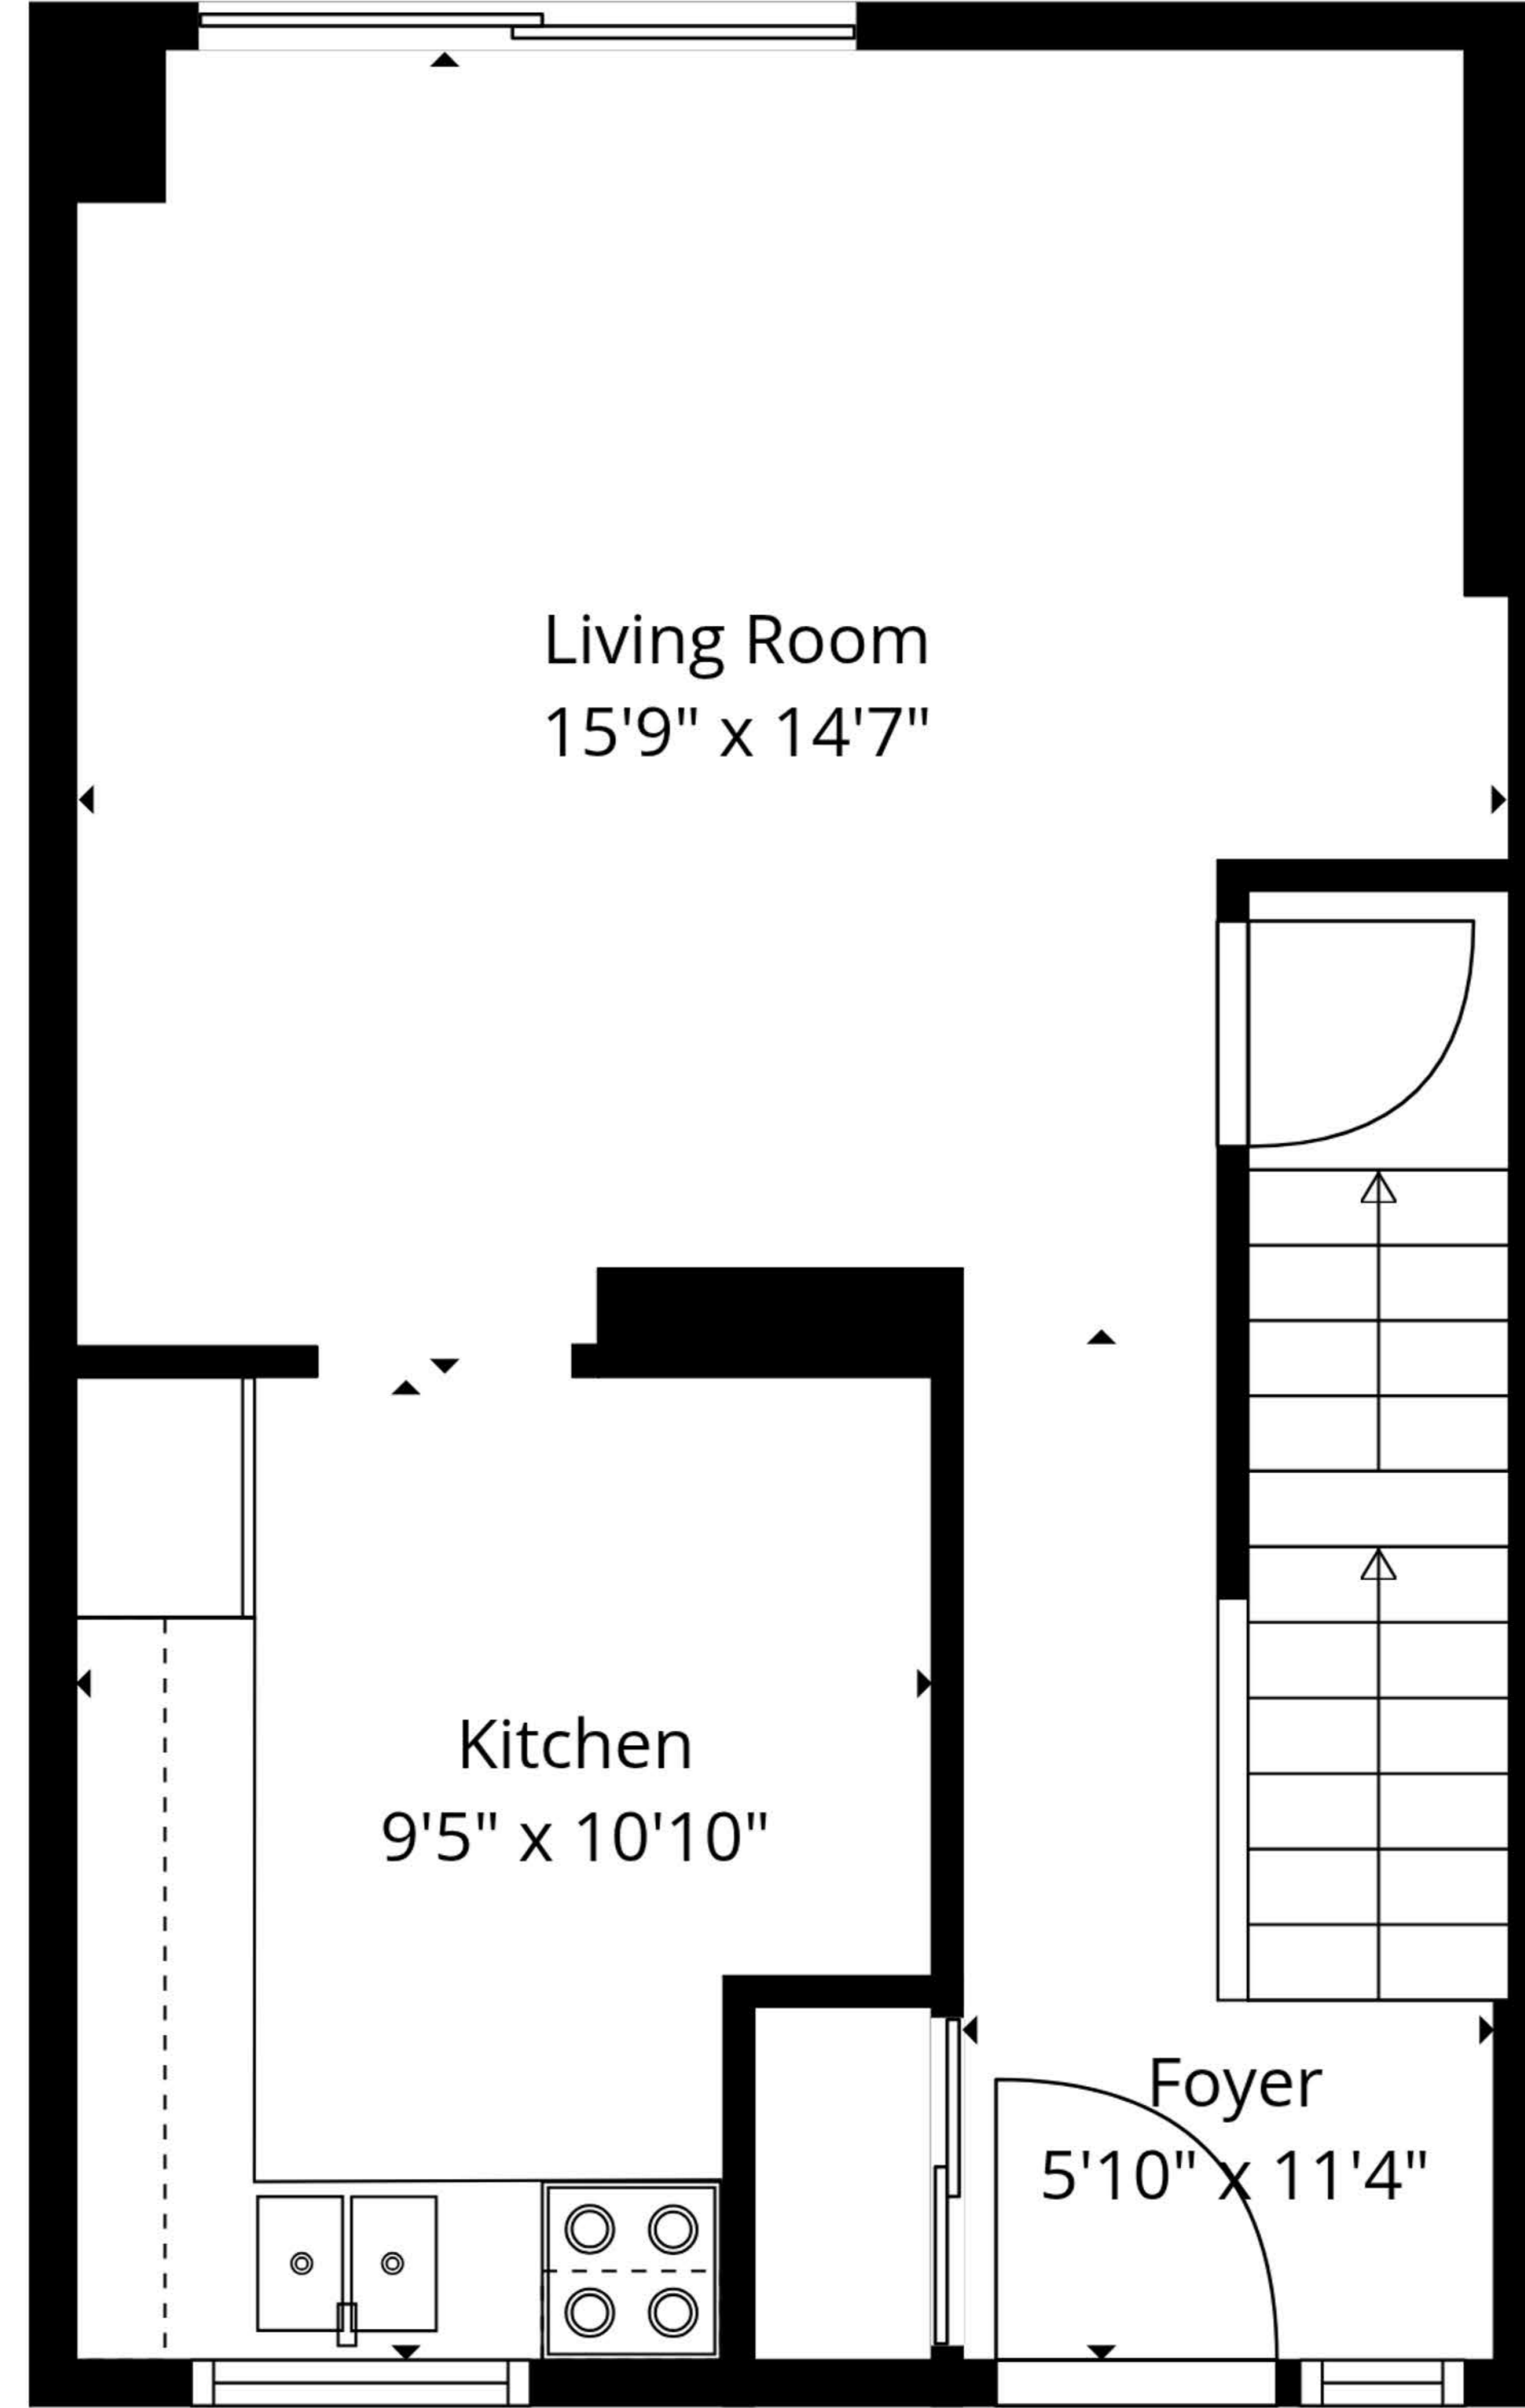 Living Room
15'9" x 14'7"
Kitchen
9'5" x 10'10"
Foyer
5'10" x 11'4"